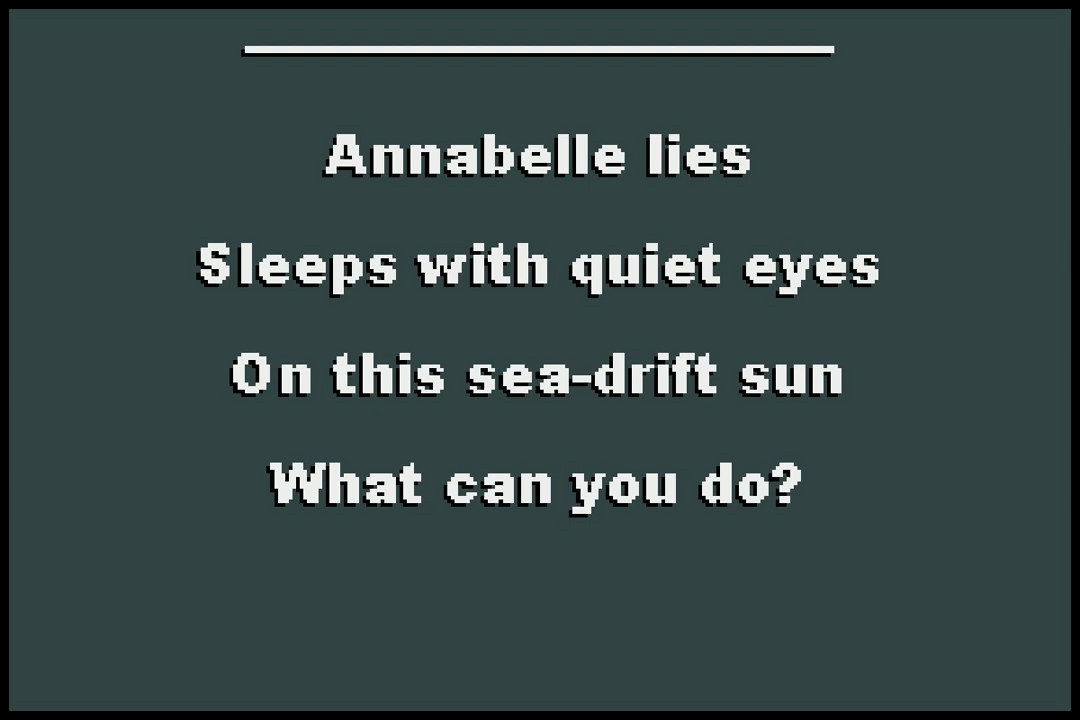 Annabelle lies
Sleeps with quiet eyes
On this sea-drift sun
What can you do?